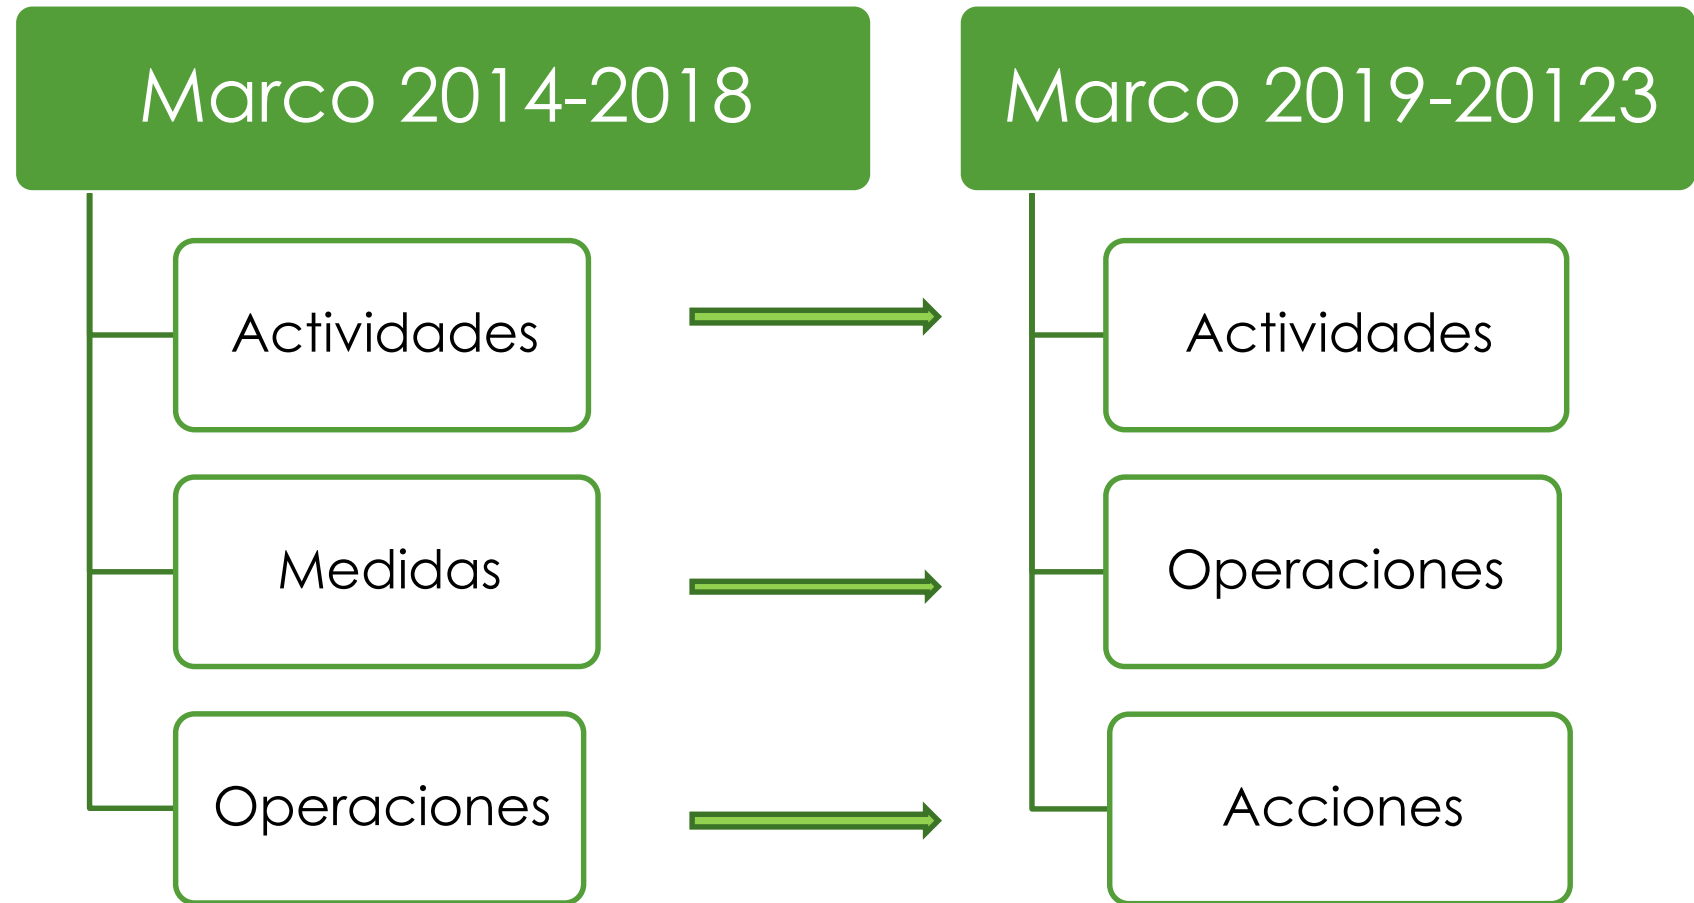 Marco 2014-2018
Marco 2019-20123
Actividades
Actividades
Medidas
Operaciones
Operaciones
Acciones